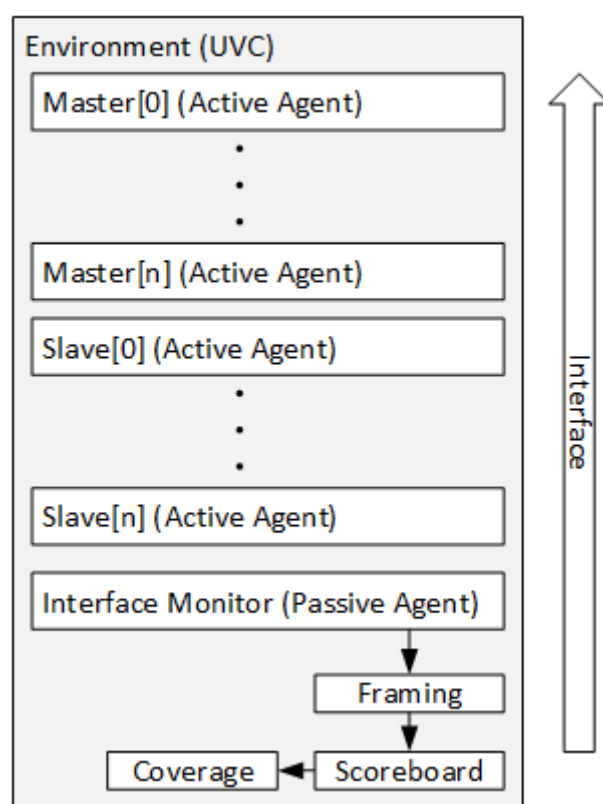 Environment (UVC)
Master[0] (Active Agent)
Master[n] (Active Agent)
Slave[0] (Active Agent)
Slave[n] (Active Agent)
Interface Monitor (Passive Agent)
Framing
Coverage
Scoreboard
Interface